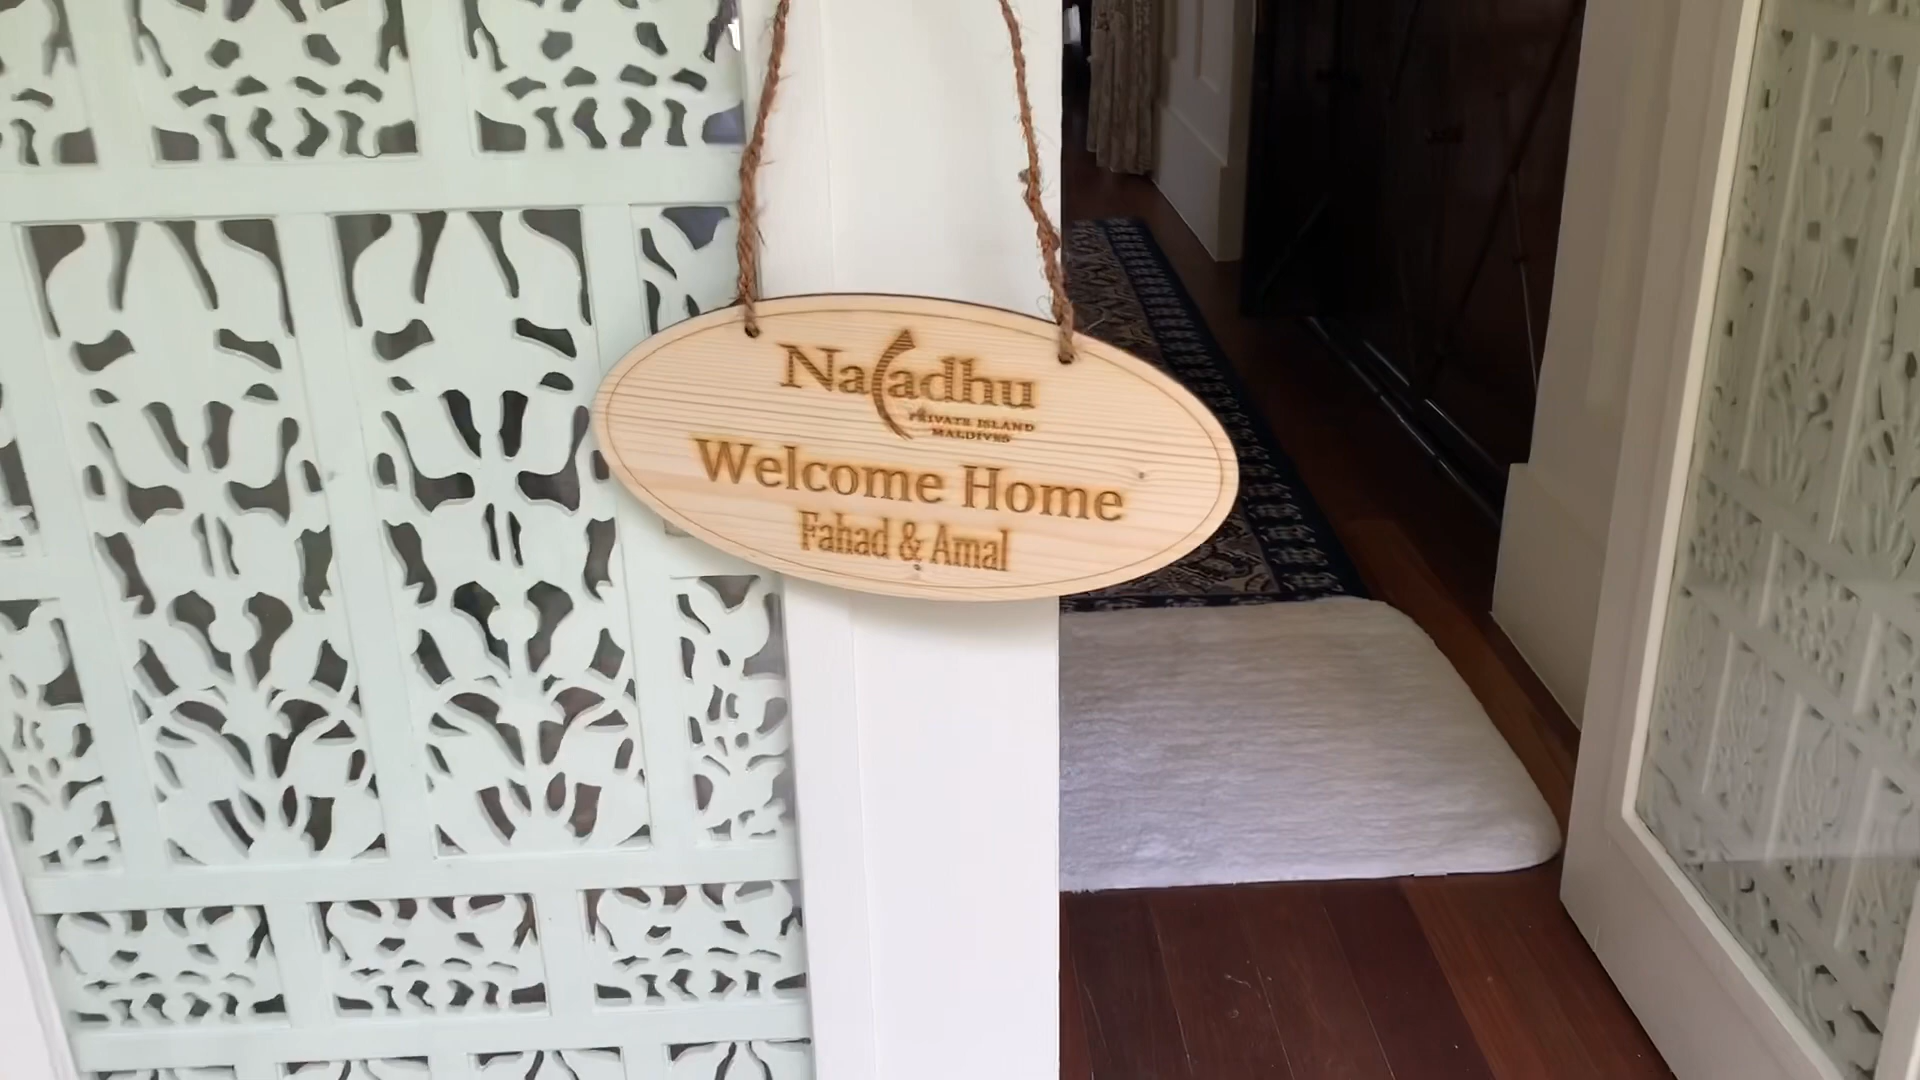 Naladhu
PRIVATE ISLAND
MALDIVES
Welcome Home
Fahad & Amal